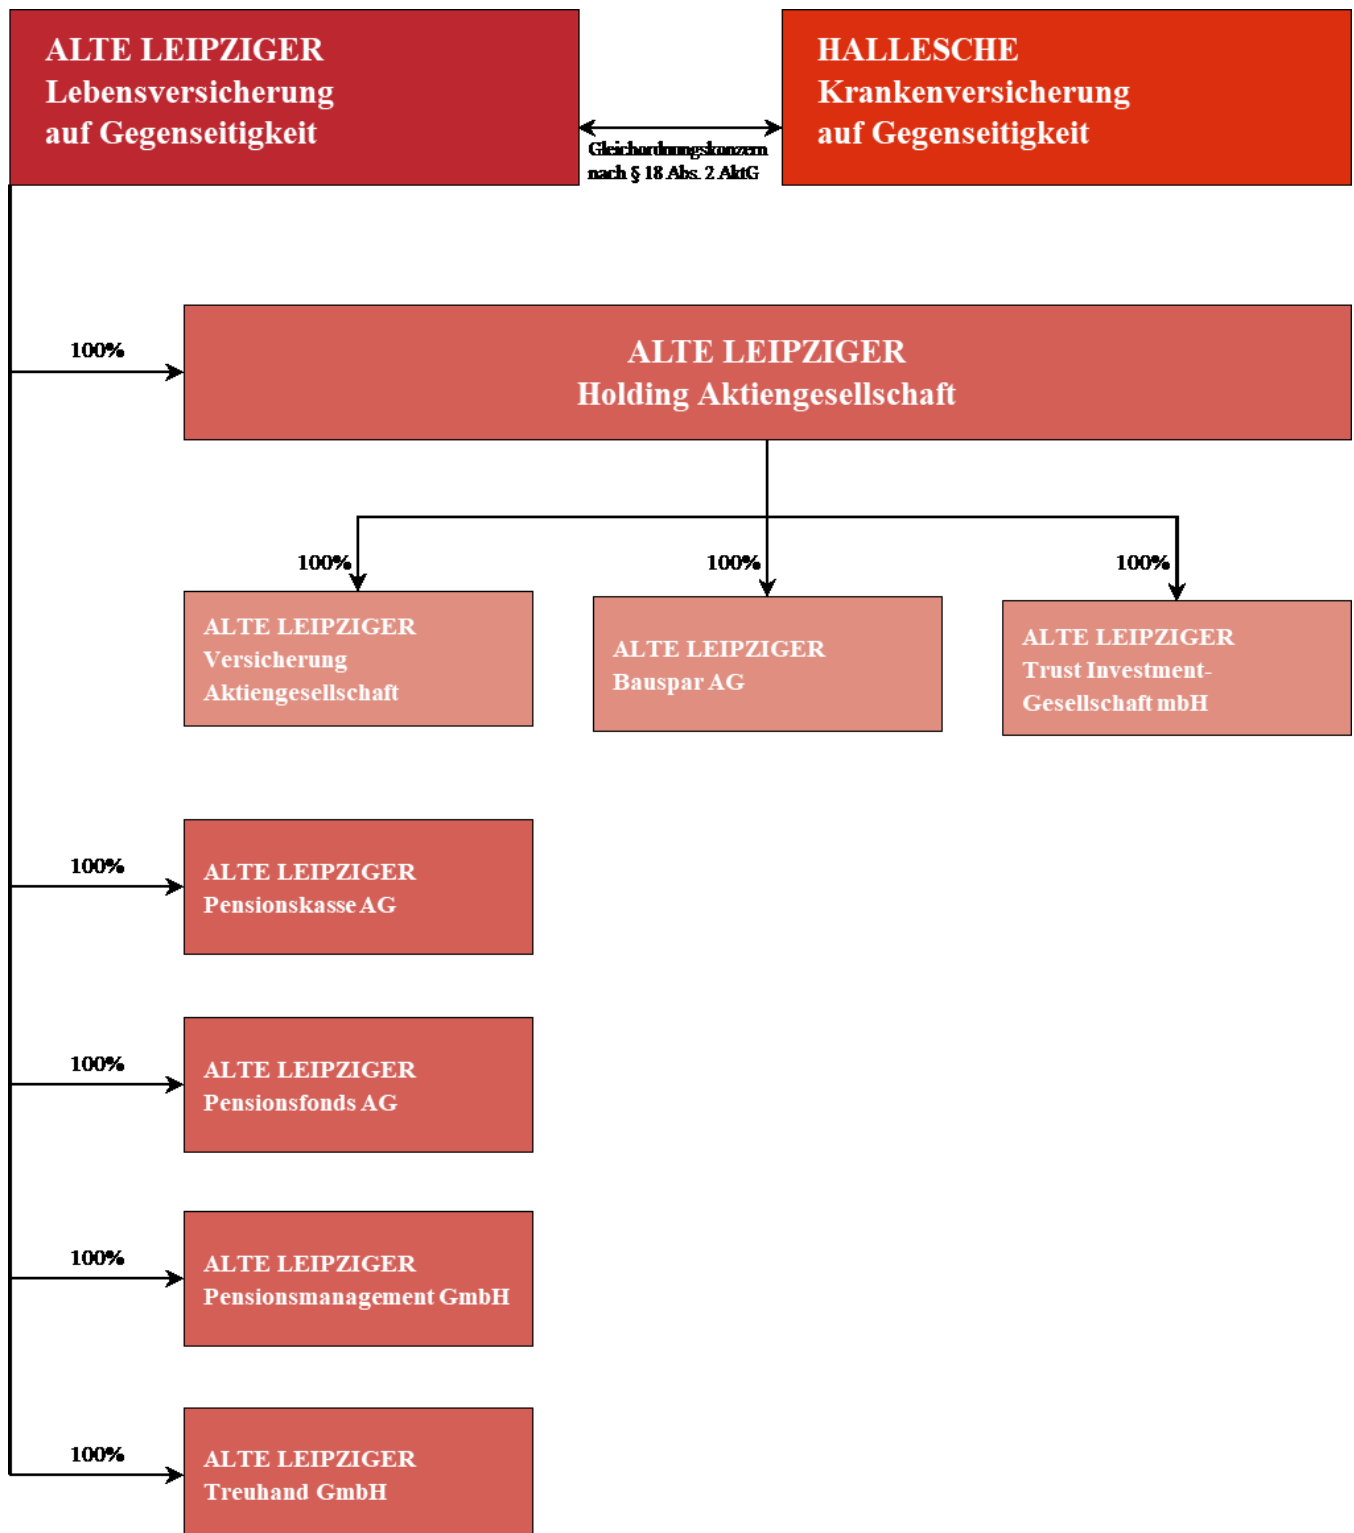 ALTE LEIPZIGER
Lebensversicherung
auf Gegenseitigkeit
HALLESCHE
Krankenversicherung
auf Gegenseitigkeit
Gleichordnungskonzern
nach § 18 Abs. 2 AktG
100%
ALTE LEIPZIGER
Holding Aktiengesellschaft
100%
100%
100%
ALTE LEIPZIGER
Versicherung
Aktiengesellschaft
ALTE LEIPZIGER
Bauspar AG
ALTE LEIPZIGER
Trust Investment-
Gesellschaft mbH
100%
ALTE LEIPZIGER
Pensionskasse AG
100%
ALTE LEIPZIGER
Pensionsfonds AG
100%
ALTE LEIPZIGER
Pensionsmanagement GmbH
100%
ALTE LEIPZIGER
Treuhand GmbH